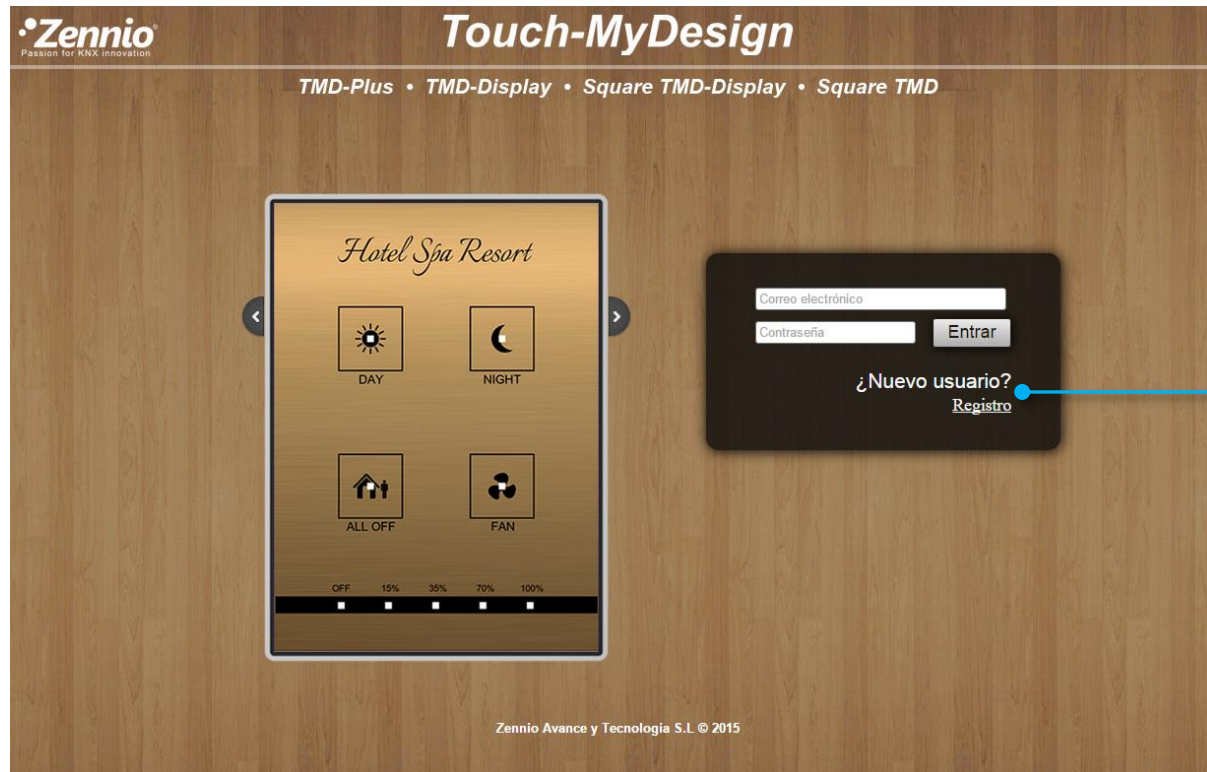 Zennio
Passion for KNX innovation
Touch-MyDesign
TMD-Plus • TMD-Display • Square TMD-Display • Square TMD
Hotel Spa Resort
DAY NIGHT
ALL OFF FAN
OFF 15% 35% 70% 100%
Correo electrónico
Contraseña Entrar
¿Nuevo usuario?
Registro
Zennio Avance y Tecnología S.L © 2015